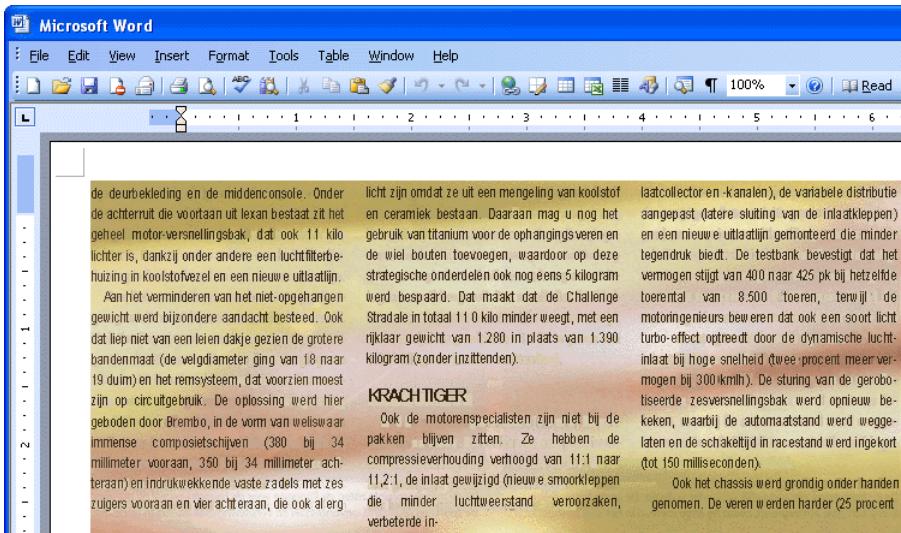 Microsoft Word
File Edit View Insert Format Tools Table Window Help
100% Read
1 2 3 4 5 6
de deurbekleding en de middenconsole. Onder
de achterruit die voortaan uit lexan bestaat zit het
geheel motor-versnellingsbak, dat ook 11 kilo
lichter is, dankzij onder andere een luchtfilterbe-
huizing in koolstofvezel en een nieuwe uitlaatlijn.
Aan het verminderen van het niet-opgehangen
gewicht werd bijzondere aandacht besteed. Ook
dat liep niet van een leien dakje gezien de grotere
bandenmaat (de velgdiameter ging van 18 naar
19 duim) en het remsysteem, dat voorzien moest
zijn op circuitgebruik. De oplossing werd hier
geboden door Brembo, in de vorm van weliswaar
immense composietschijven (380 bij 34
millimeter vooraan, 350 bij 34 millimeter ach-
teraan) en indrukwekkende vaste zadels met zes
zuigers vooraan en vier achteraan, die ook al erg
licht zijn omdat ze uit een mengeling van koolstof
en ceramiek bestaan. Daaraan mag u nog het
gebruik van titanium voor de ophangingsveren en
de wiel bouten toevoegen, waardoor op deze
strategische onderdelen ook nog eens 5 kilogram
werd bespaard. Dat maakt dat de Challenge
Stradale in totaal 110 kilo minder weegt, met een
rijklaar gewicht van 1.280 in plaats van 1.390
kilogram (zonder inzittenden).
KRACHTIGER
Ook de motorenspecialisten zijn niet bij de
pakken blijven zitten. Ze hebben de
compressieverhouding verhoogd van 11:1 naar
11,2:1, de inlaat gewijzigd (nieuwe smoorkleppen
die minder luchtweerstand veroorzaken,
verbeterde in-
laatcollector en -kanalen), de variabele distributie
aangepast (latere sluiting van de inlaatkleppen)
en een nieuwe uitlaatlijn gemonteerd die minder
tegendruk biedt. De testbank bevestigt dat het
vermogen stijgt van 400 naar 425 pk bij hetzelfde
toerental van 8.500 toeren, terwijl de
motoringenieurs beweren dat ook een soort licht
turbo-effect optreedt door de dynamische lucht-
inlaat bij hoge snelheid (twee procent meer ver-
mogen bij 300 km/h). De sturing van de gerobo-
tiseerde zesversnellingsbak werd opnieuw be-
keken, waarbij de automaatstand werd wegge-
laten en de schakeltijd in racestand werd ingekort
(tot 150 milliseconden).
Ook het chassis werd grondig onder handen
genomen. De veren werden harder (25 procent